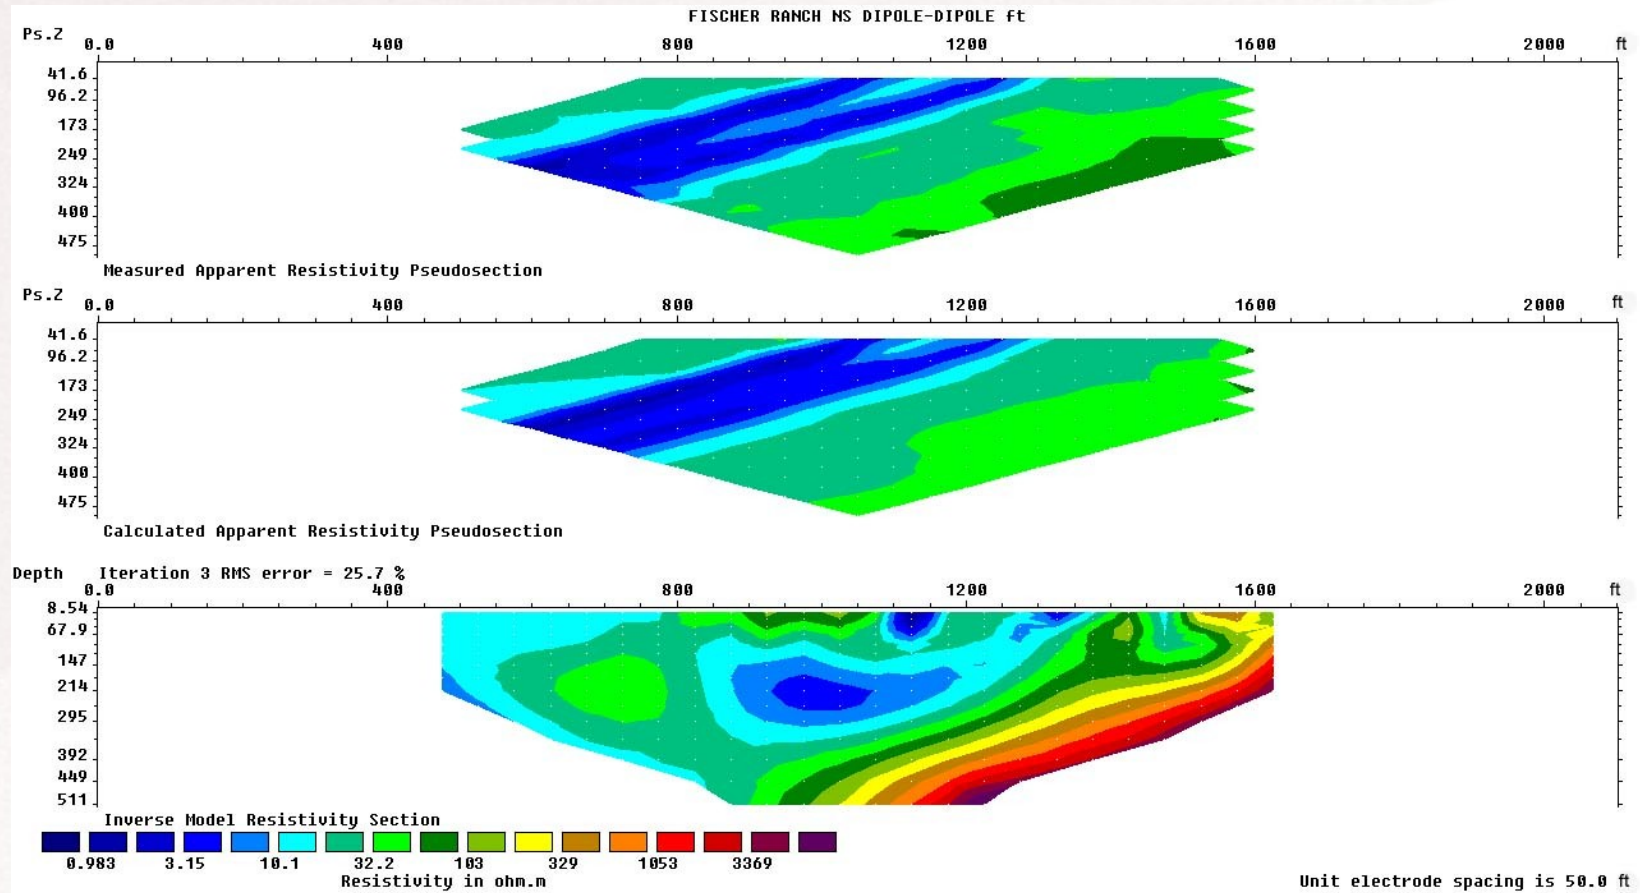 FISCHER RANCH NS DIPOLE-DIPOLE ft
Ps.Z 0.0 400 800 1200 1600 2000 ft
41.6
96.2
173
249
324
400
475
Measured Apparent Resistivity Pseudosection
Ps.Z 0.0 400 800 1200 1600 2000 ft
41.6
96.2
173
249
324
400
475
Calculated Apparent Resistivity Pseudosection
Depth Iteration 3 RMS error = 25.7 %
0.0 400 800 1200 1600 2000 ft
8.54
67.9
147
214
295
392
449
511
Inverse Model Resistivity Section
0.983 3.15 10.1 32.2 103 329 1053 3369
Resistivity in ohm.m
Unit electrode spacing is 50.0 ft